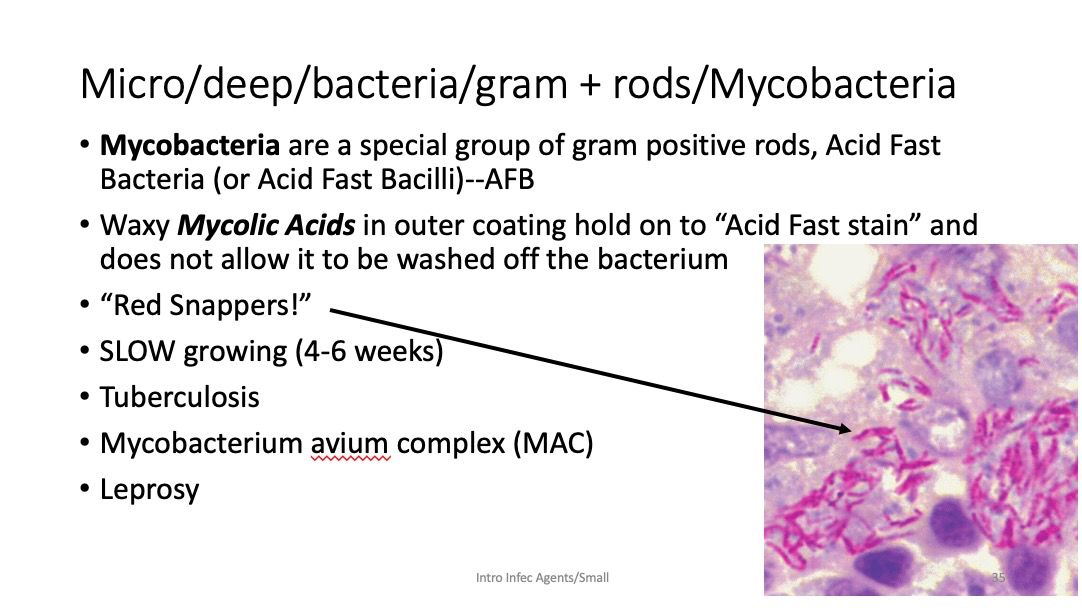 Micro/deep/bacteria/gram + rods/Mycobacteria
• Mycobacteria are a special group of gram positive rods, Acid Fast
Bacteria (or Acid Fast Bacilli)--AFB
• Waxy Mycolic Acids in outer coating hold on to “Acid Fast stain” and
does not allow it to be washed off the bacterium
• “Red Snappers!”
• SLOW growing (4-6 weeks)
• Tuberculosis
• Mycobacterium avium complex (MAC)
• Leprosy
Intro Infec Agents/Small
35